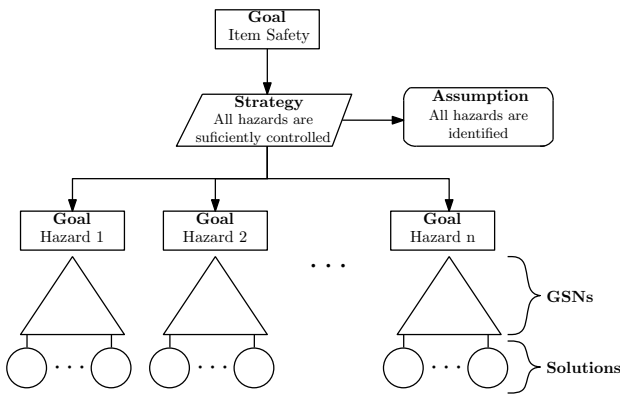 Goal
Item Safety
Strategy
All hazards are
suficiently controlled
Assumption
All hazards are
identified
Goal
Hazard 1
Goal
Hazard 2
Goal
Hazard n
. . .
GSNs
. . .
. . .
. . .
Solutions